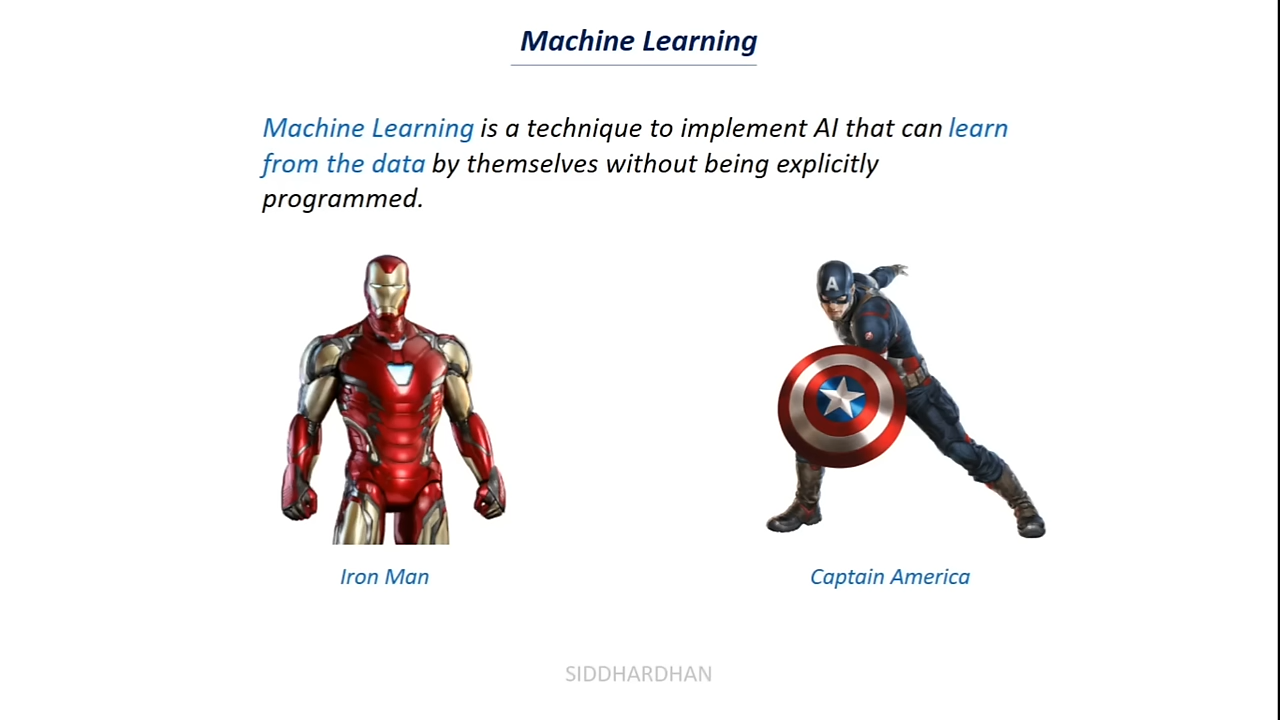 Machine Learning
Machine Learning is a technique to implement AI that can learn
from the data by themselves without being explicitly
programmed.
A
Iron Man
Captain America
SIDDHARDHAN